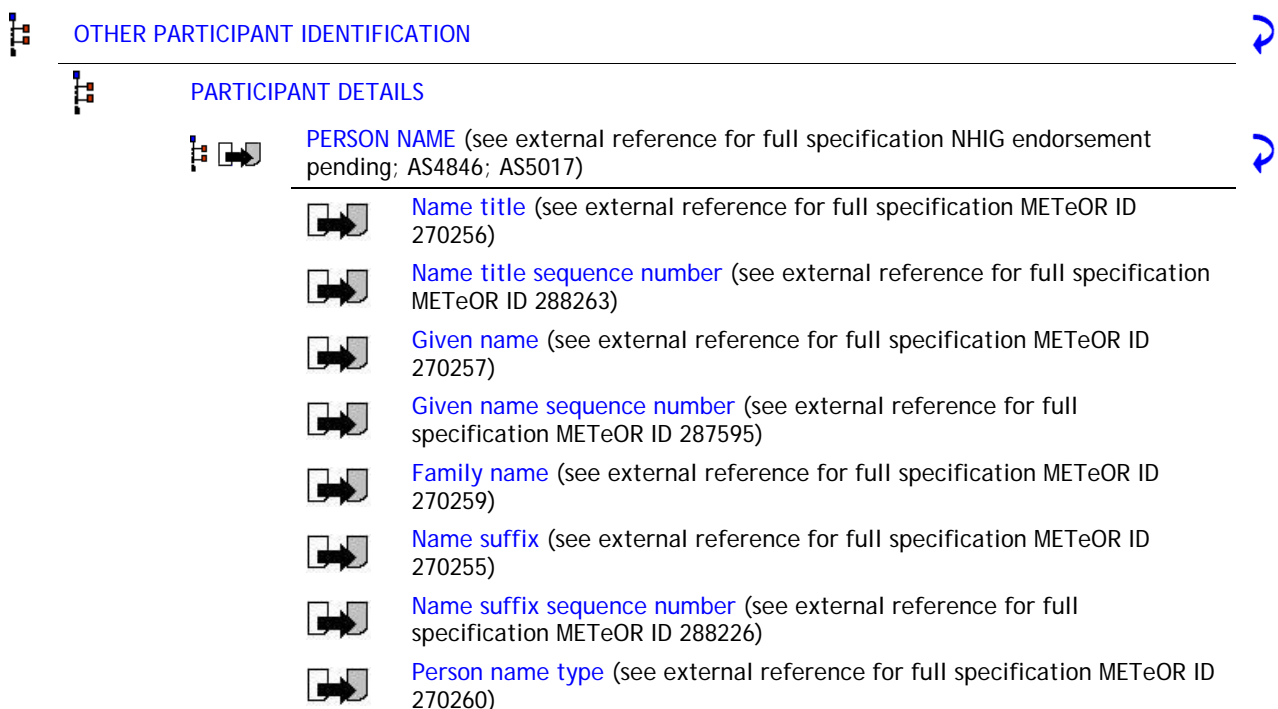 OTHER PARTICIPANT IDENTIFICATION
PARTICIPANT DETAILS
PERSON NAME (see external reference for full specification NHIG endorsement
pending; AS4846; AS5017)
Name title (see external reference for full specification METeOR ID
270256)
Name title sequence number (see external reference for full specification
METeOR ID 288263)
Given name (see external reference for full specification METeOR ID
270257)
Given name sequence number (see external reference for full
specification METeOR ID 287595)
Family name (see external reference for full specification METeOR ID
270259)
Name suffix (see external reference for full specification METeOR ID
270255)
Name suffix sequence number (see external reference for full
specification METeOR ID 288226)
Person name type (see external reference for full specification METeOR ID
270260)